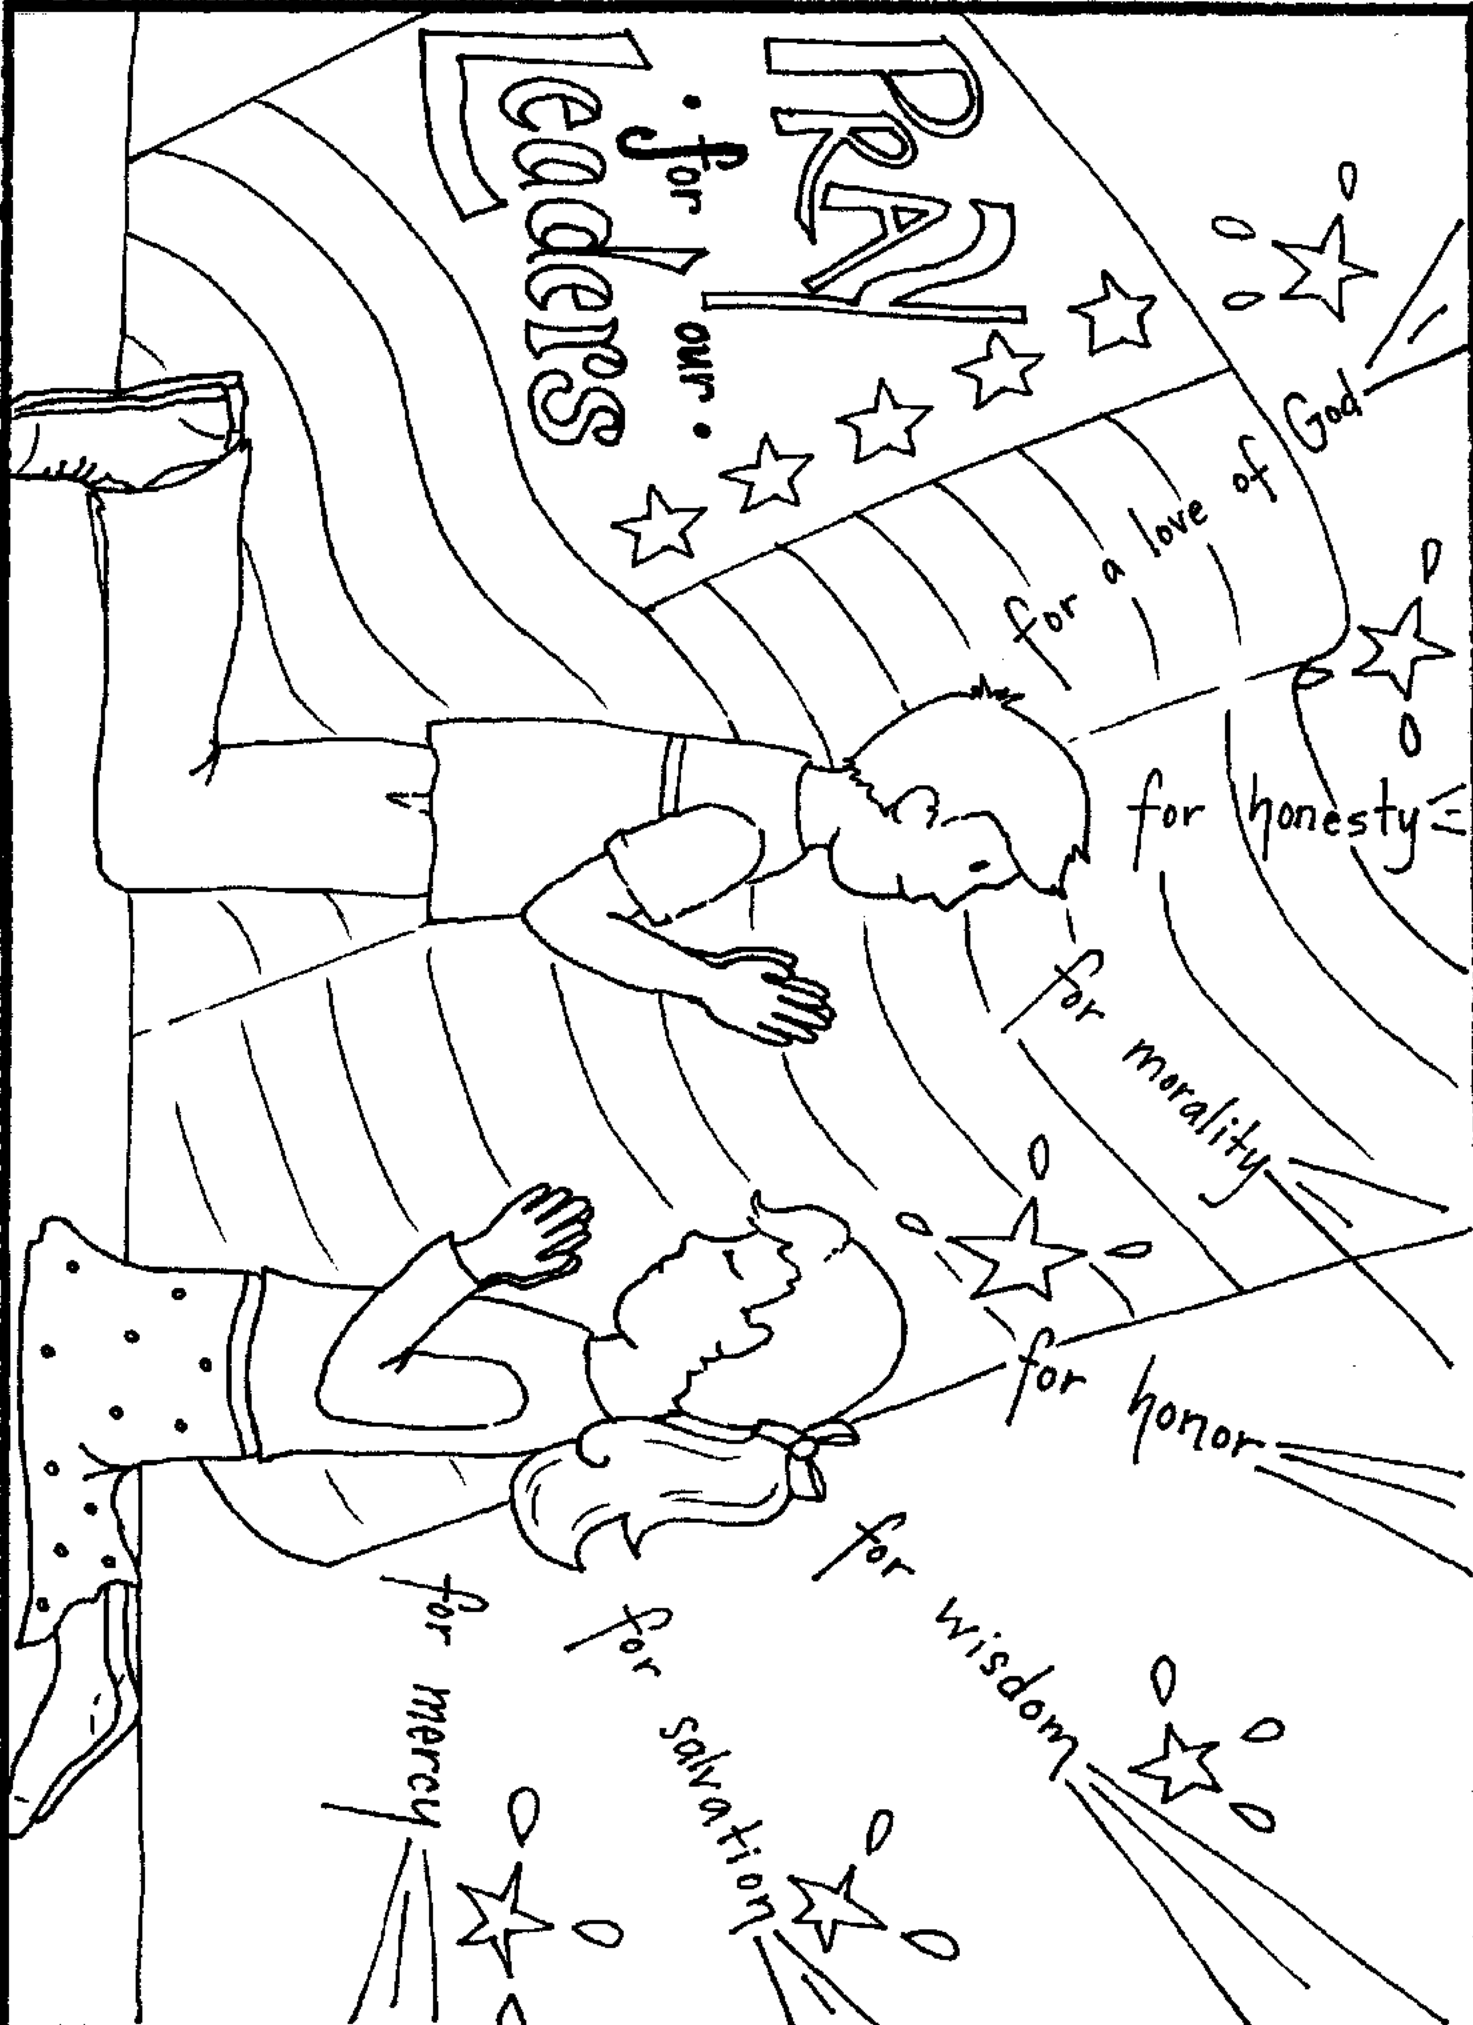 PRAY
• for our •
Leaders
for a love of God
for honesty
for morality
for honor
for wisdom
for salvation
for mercy